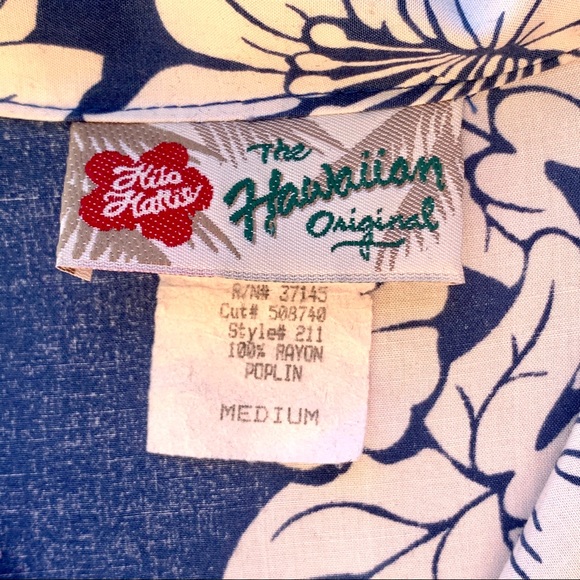 Hilo
Hattie
The
Hawaiian
Original
R/N# 37145
Cut# 508740
Style# 211
100% RAYON
POPLIN
MEDIUM